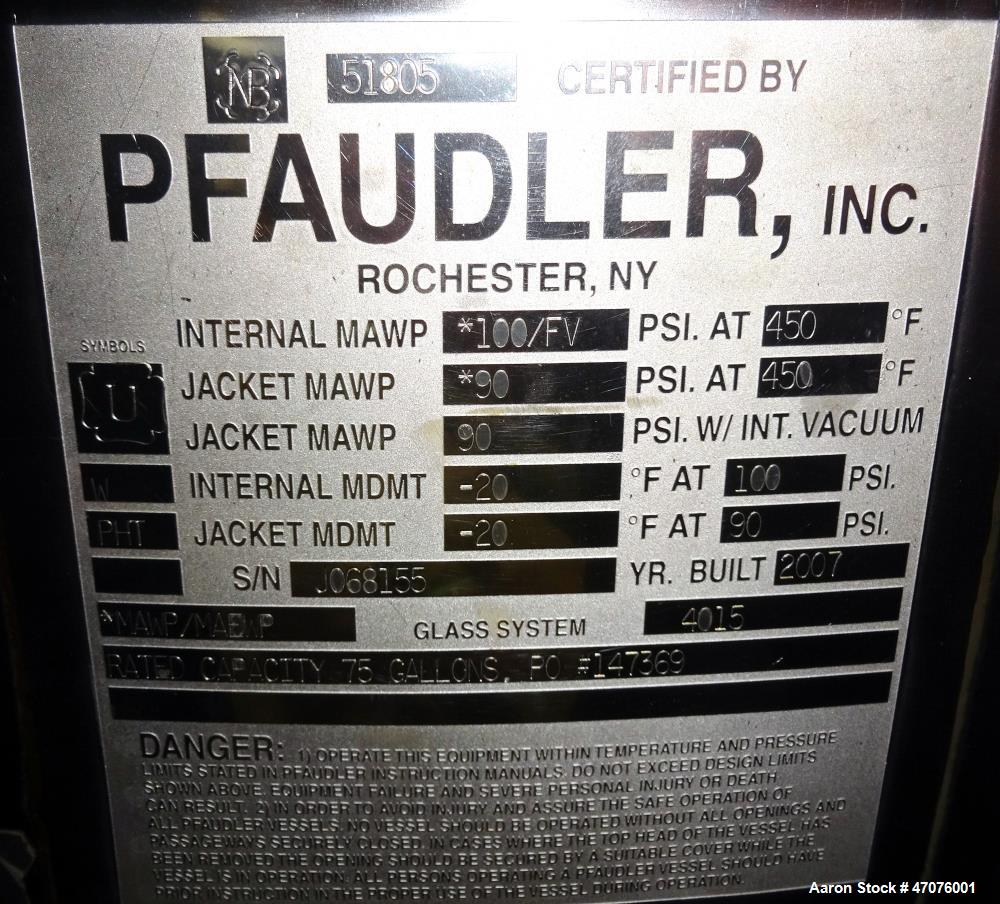 NB 51805 CERTIFIED BY
PFAUDLER, INC.
ROCHESTER, NY
INTERNAL MAWP *100/FV PSI. AT 450 °F
SYMBOLS
U
JACKET MAWP *90 PSI. AT 450 °F
JACKET MAWP 90 PSI. W/ INT. VACUUM
W INTERNAL MDMT -20 °F AT 100 PSI.
PHT JACKET MDMT -20 °F AT 90 PSI.
S/N J068155 YR. BUILT 2007
*MAWP/MAEWP GLASS SYSTEM 4015
RATED CAPACITY 75 GALLONS, PO #147369
DANGER: 1) OPERATE THIS EQUIPMENT WITHIN TEMPERATURE AND PRESSURE
LIMITS STATED IN PFAUDLER INSTRUCTION MANUALS. DO NOT EXCEED DESIGN LIMITS
SHOWN ABOVE. EQUIPMENT FAILURE AND SEVERE PERSONAL INJURY OR DEATH
CAN RESULT. 2) IN ORDER TO AVOID INJURY AND ASSURE THE SAFE OPERATION OF
ALL PFAUDLER VESSELS, NO VESSEL SHOULD BE OPERATED WITHOUT ALL OPENINGS AND
PASSAGEWAYS SECURELY CLOSED. IN CASES WHERE THE TOP HEAD OF THE VESSEL HAS
BEEN REMOVED THE OPENING SHOULD BE SECURED BY A SUITABLE COVER WHILE THE
VESSEL IS IN OPERATION. ALL PERSONS OPERATING A PFAUDLER VESSEL SHOULD HAVE
PRIOR INSTRUCTION IN THE PROPER USE OF THE VESSEL DURING OPERATION.
Aaron Stock # 47076001